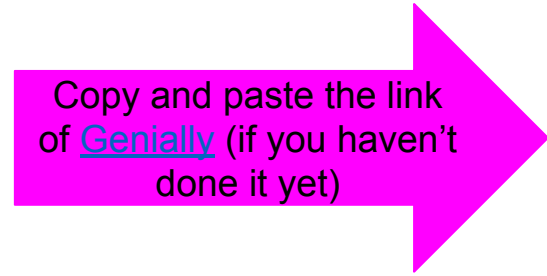 Copy and paste the link
of Genially (if you haven’t
done it yet)